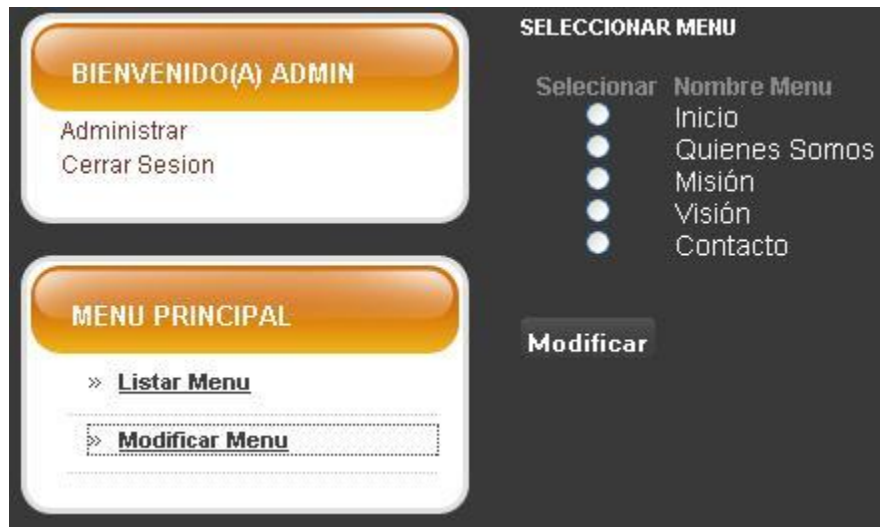 BIENVENIDO(A) ADMIN
Administrar
Cerrar Sesion
MENU PRINCIPAL
» Listar Menu
» Modificar Menu
SELECCIONAR MENU
Selecionar Nombre Menu
Inicio
Quienes Somos
Misión
Visión
Contacto
Modificar